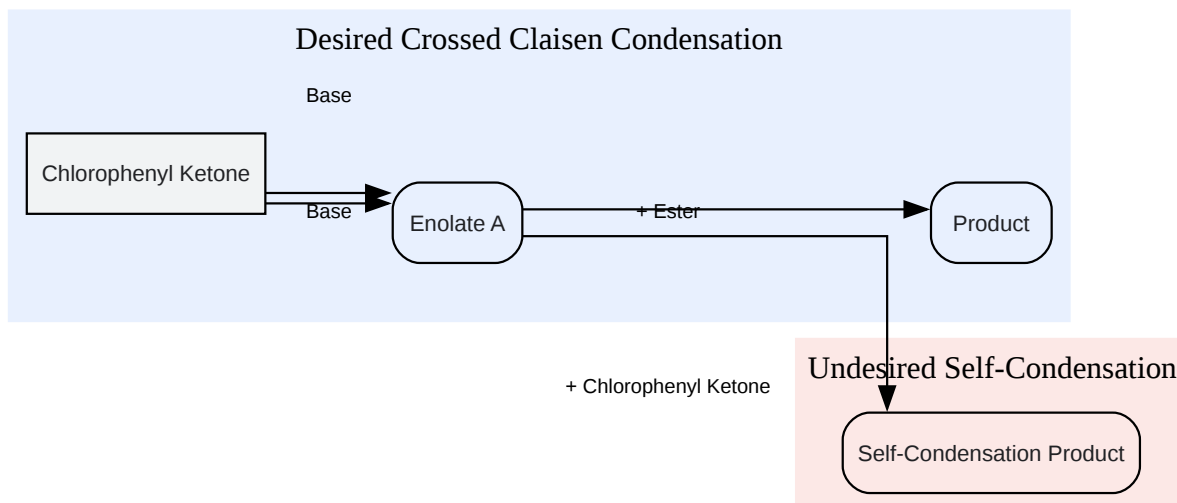 Desired Crossed Claisen Condensation
Base
Chlorophenyl Ketone
Base
+ Ester
Enolate A
Product
Undesired Self-Condensation
+ Chlorophenyl Ketone
Self-Condensation Product